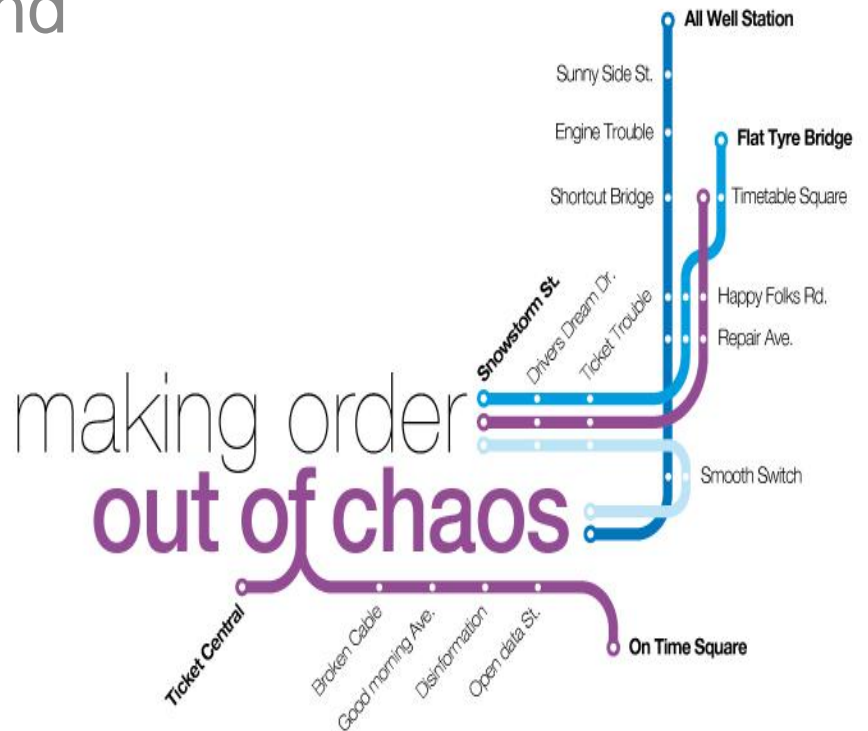 All Well Station
Sunny Side St.
Engine Trouble
Flat Tyre Bridge
Shortcut Bridge
Timetable Square
Snowstorm St.
Drivers Dream Dr.
Ticket Trouble
Happy Folks Rd.
Repair Ave.
making order
out of chaos
Smooth Switch
Ticket Central
Broken Cable
Good morning Ave.
Disinformation
Open data St.
On Time Square